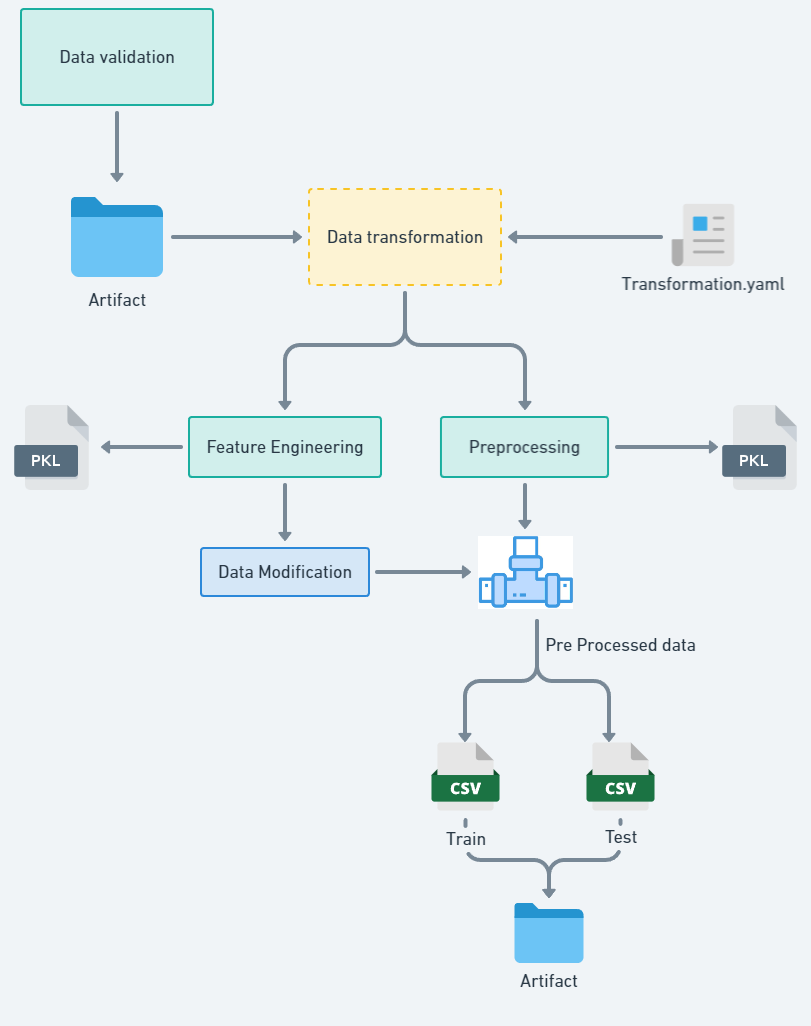 Data validation
Data transformation
Artifact
Transformation.yaml
PKL
Feature Engineering
Preprocessing
PKL
Data Modification
Pre Processed data
CSV
CSV
Train
Test
Artifact